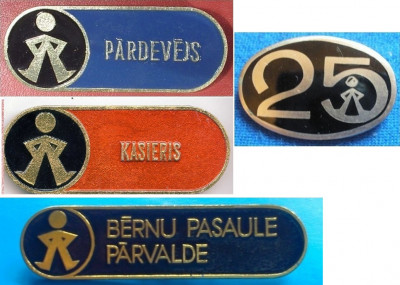 PĀRDEVĒJS
25
KASIERIS
BĒRNU PASAULE
PĀRVALDE